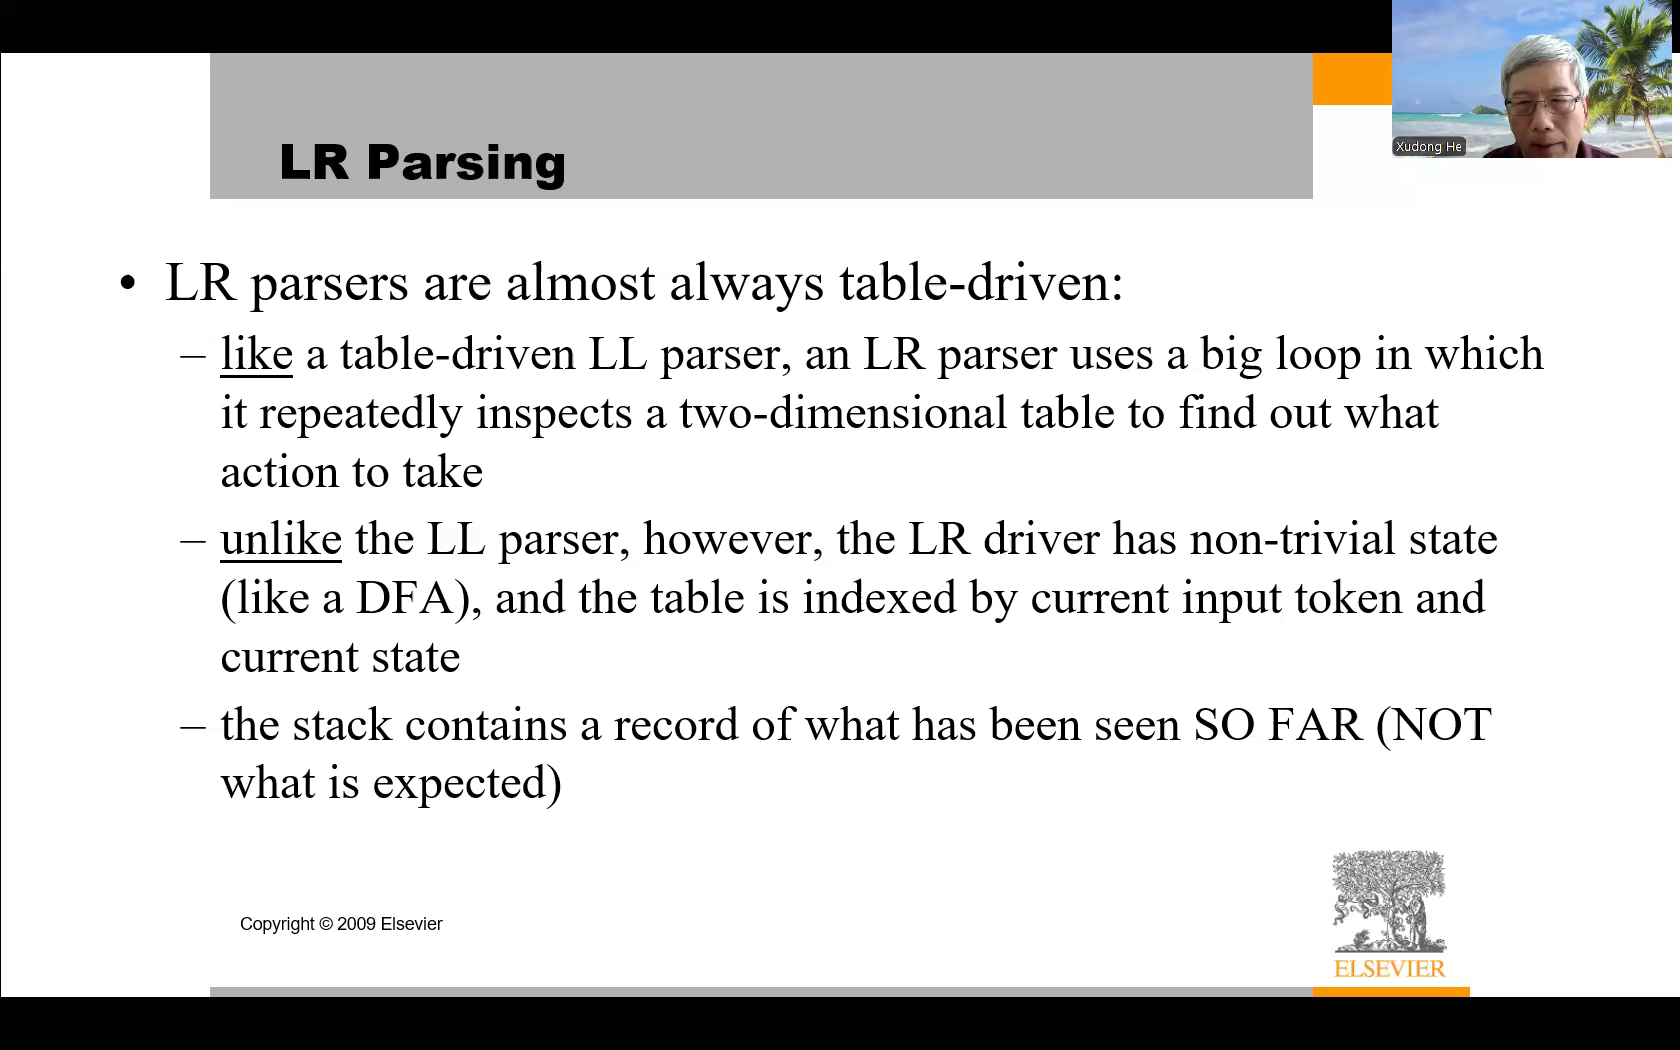 Xudong He
LR Parsing
• LR parsers are almost always table-driven:
– like a table-driven LL parser, an LR parser uses a big loop in which
it repeatedly inspects a two-dimensional table to find out what
action to take
– unlike the LL parser, however, the LR driver has non-trivial state
(like a DFA), and the table is indexed by current input token and
current state
– the stack contains a record of what has been seen SO FAR (NOT
what is expected)
Copyright © 2009 Elsevier
ELSEVIER